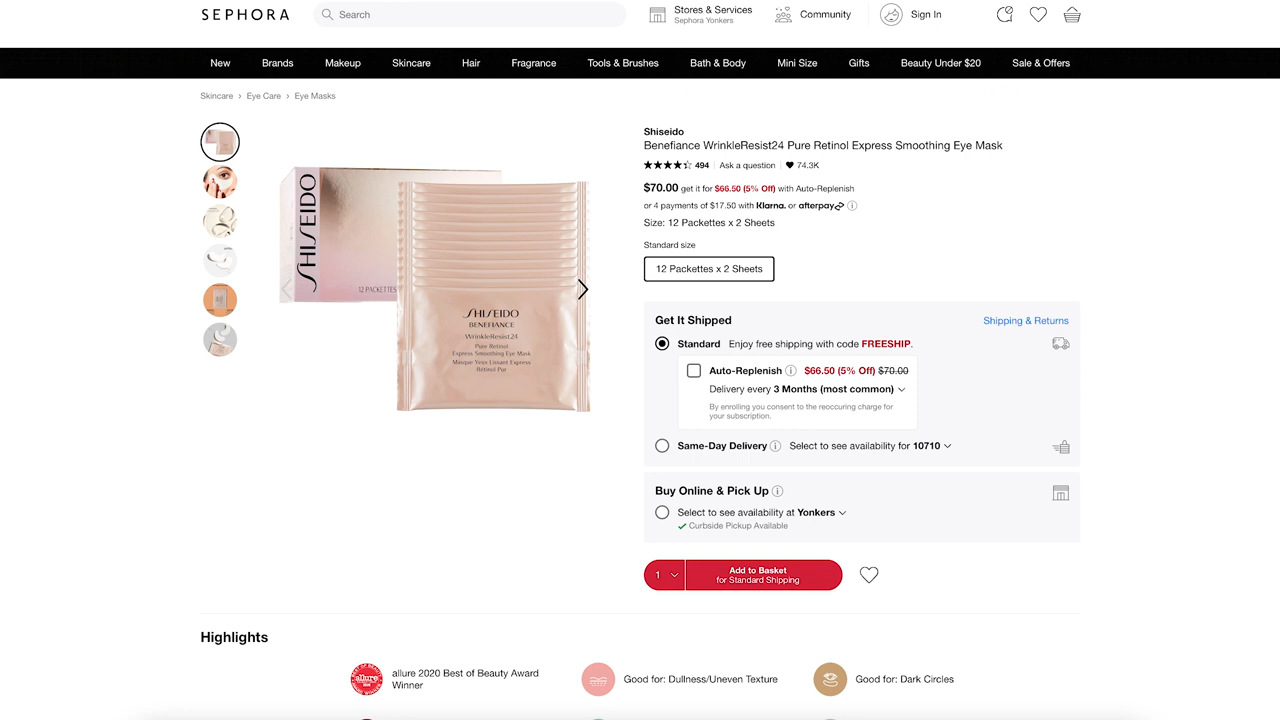 SEPHORA
Search
Stores & Services
Sephora Yonkers
Community
Sign In
New
Brands
Makeup
Skincare
Hair
Fragrance
Tools & Brushes
Bath & Body
Mini Size
Gifts
Beauty Under $20
Sale & Offers
Skincare › Eye Care › Eye Masks
SHISEIDO
12 PACKETTES
SHISEIDO
BENEFIANCE
WrinkleResist24
Pure Retinol
Express Smoothing Eye Mask
Masque Yeux Lissant Express
Rétinol Pur
Shiseido
Benefiance WrinkleResist24 Pure Retinol Express Smoothing Eye Mask
494 Ask a question 74.3K
$70.00 get it for $66.50 (5% Off) with Auto-Replenish
or 4 payments of $17.50 with Klarna. or afterpay
Size: 12 Packettes x 2 Sheets
Standard size
12 Packettes x 2 Sheets
Get It Shipped
Shipping & Returns
Standard Enjoy free shipping with code FREESHIP.
Auto-Replenish $66.50 (5% Off) $70.00
Delivery every 3 Months (most common)
By enrolling you consent to the reoccuring charge for
your subscription.
Same-Day Delivery Select to see availability for 10710
Buy Online & Pick Up
Select to see availability at Yonkers
Curbside Pickup Available
1
Add to Basket
for Standard Shipping
Highlights
allure
allure 2020 Best of Beauty Award
Winner
Good for: Dullness/Uneven Texture
Good for: Dark Circles